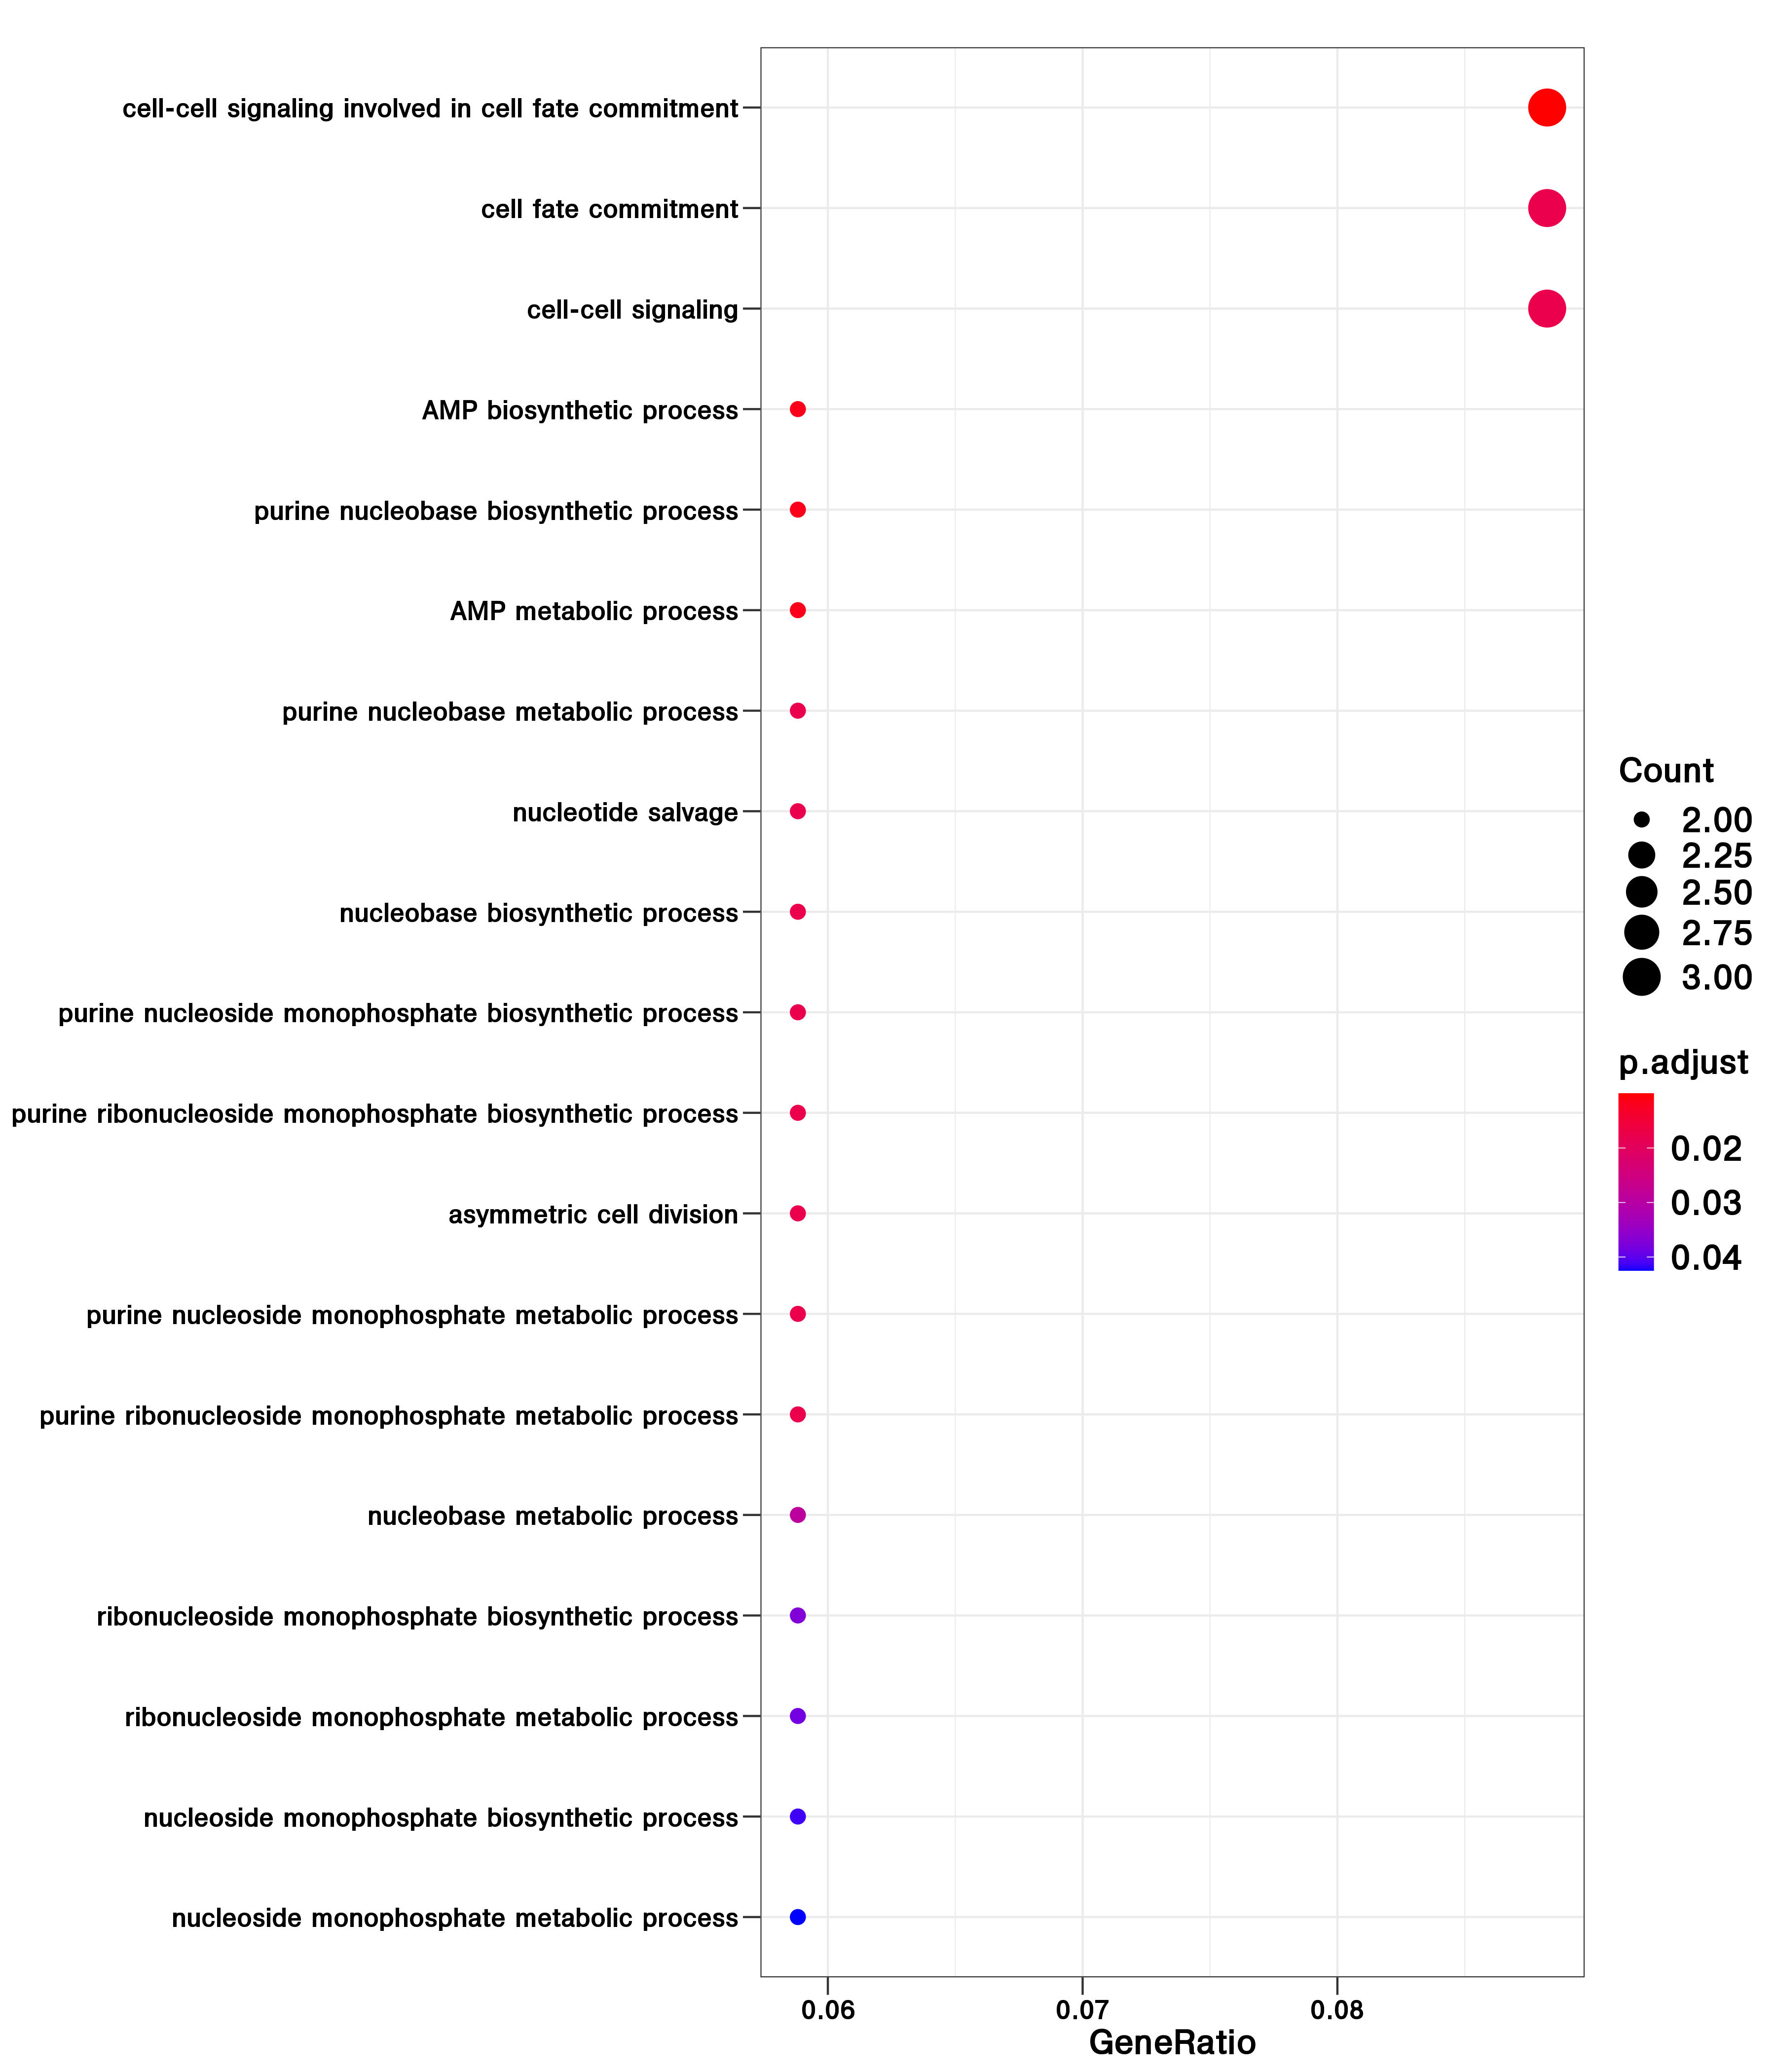 cell-cell signaling involved in cell fate commitment
cell fate commitment
cell-cell signaling
AMP biosynthetic process
purine nucleobase biosynthetic process
AMP metabolic process
purine nucleobase metabolic process
nucleotide salvage
nucleobase biosynthetic process
purine nucleoside monophosphate biosynthetic process
purine ribonucleoside monophosphate biosynthetic process
asymmetric cell division
purine nucleoside monophosphate metabolic process
purine ribonucleoside monophosphate metabolic process
nucleobase metabolic process
ribonucleoside monophosphate biosynthetic process
ribonucleoside monophosphate metabolic process
nucleoside monophosphate biosynthetic process
nucleoside monophosphate metabolic process
0.06 0.07 0.08
GeneRatio
Count
2.00
2.25
2.50
2.75
3.00
p.adjust
0.02
0.03
0.04